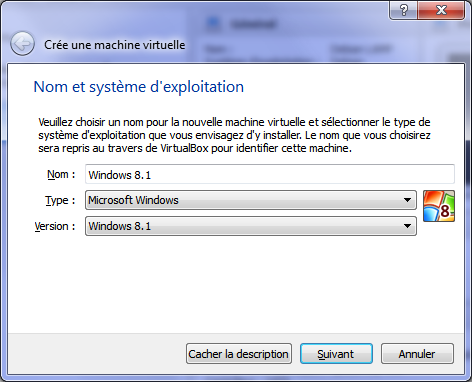 Crée une machine virtuelle
Nom et système d'exploitation
Veuillez choisir un nom pour la nouvelle machine virtuelle et sélectionner le type de
système d'exploitation que vous envisagez d'y installer. Le nom que vous choisirez
sera repris au travers de VirtualBox pour identifier cette machine.
Nom : Windows 8.1
Type : Microsoft Windows
8
Version : Windows 8.1
Cacher la description Suivant Annuler